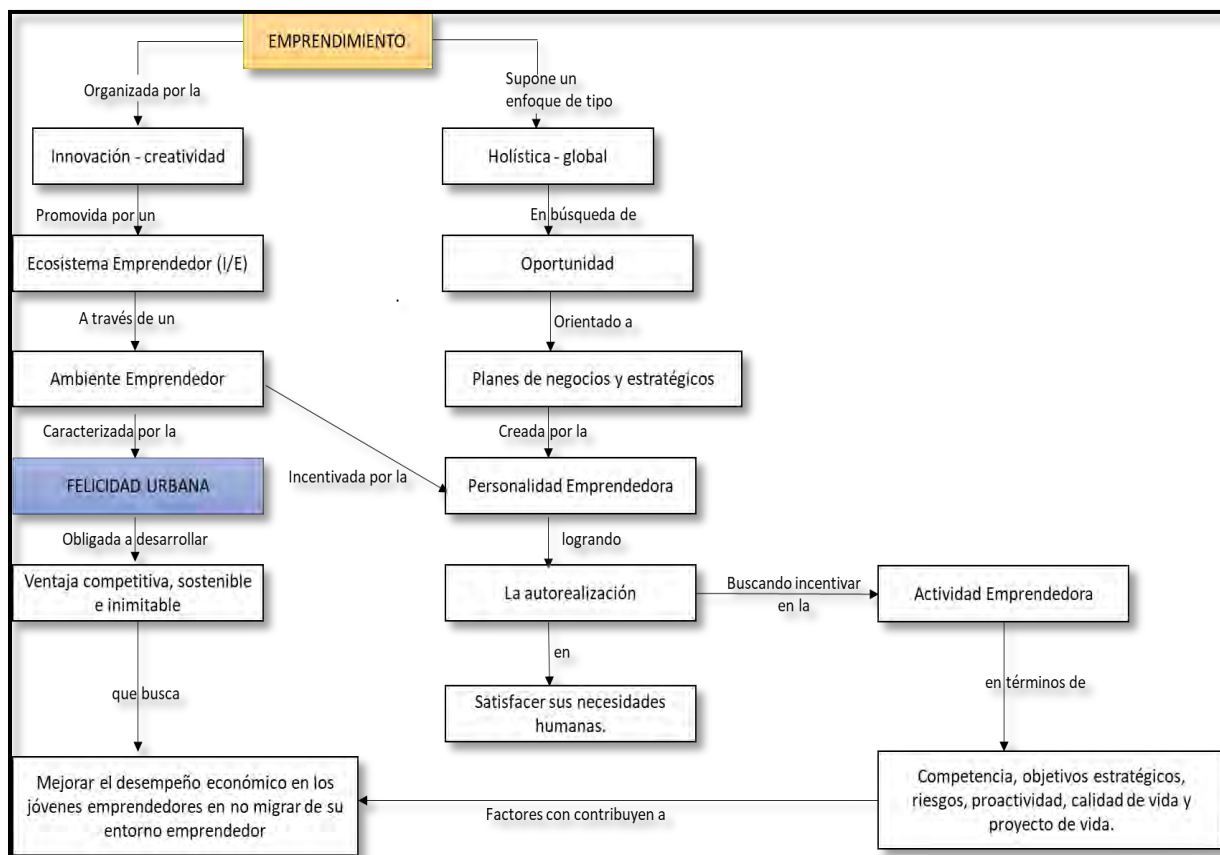 EMPRENDIMIENTO
Organizada por la
Supone un
enfoque de tipo
Innovación - creatividad
Holística - global
Promovida por un
En búsqueda de
Ecosistema Emprendedor (I/E)
Oportunidad
A través de un
Orientado a
Ambiente Emprendedor
Planes de negocios y estratégicos
Caracterizada por la
Creada por la
FELICIDAD URBANA
Incentivada por la
Personalidad Emprendedora
Obligada a desarrollar
logrando
Ventaja competitiva, sostenible
e inimitable
La autorealización
Buscando incentivar
en la
Actividad Emprendedora
en
que busca
en términos de
Satisfacer sus necesidades
humanas.
Mejorar el desempeño económico en los
jóvenes emprendedores en no migrar de su
entorno emprendedor
Factores con contribuyen a
Competencia, objetivos estratégicos,
riesgos, proactividad, calidad de vida y
proyecto de vida.